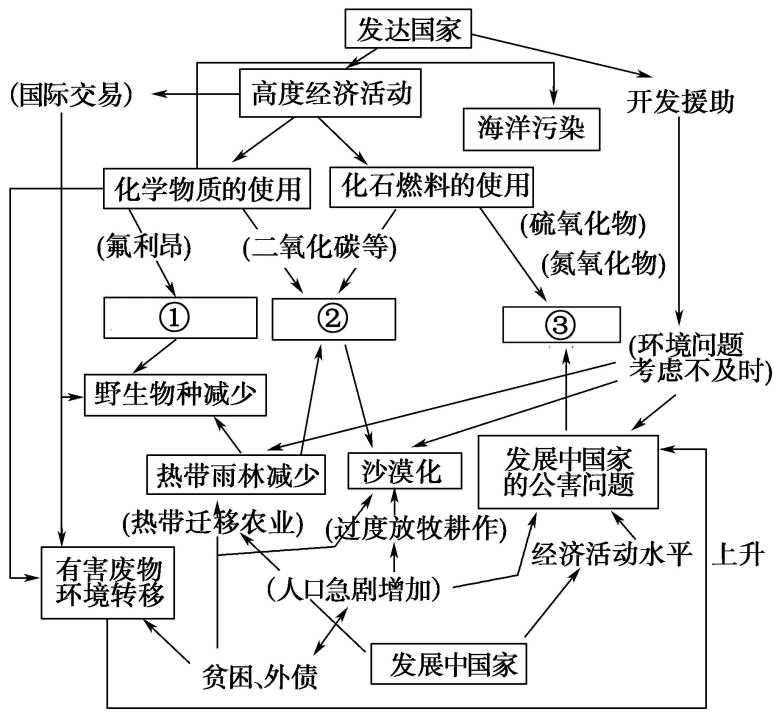 发达国家
(国际交易)
高度经济活动
海洋污染
开发援助
化学物质的使用
化石燃料的使用
(氟利昂)
(二氧化碳等)
(硫氧化物)
(氮氧化物)
①
②
③
(环境问题
考虑不及时)
野生物种减少
热带雨林减少
沙漠化
发展中国家
的公害问题
(热带迁移农业)
(过度放牧耕作)
有害废物
环境转移
(人口急剧增加)
经济活动水平
上升
贫困、外债
发展中国家